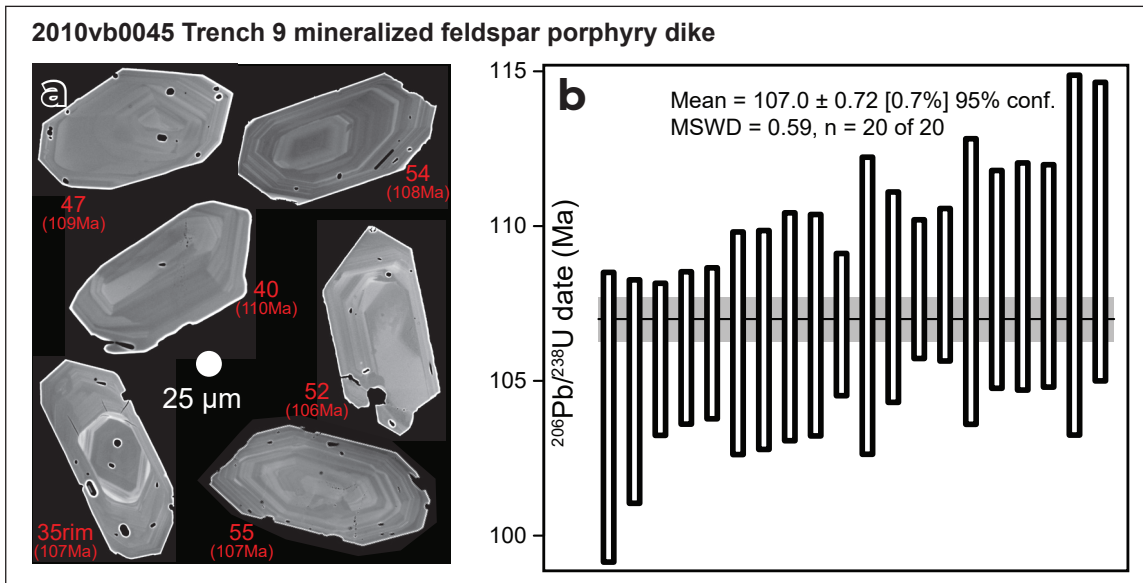 2010vb0045 Trench 9 mineralized feldspar porphyry dike
a
47
(109Ma)
54
(108Ma)
40
(110Ma)
25 µm
52
(106Ma)
35rim
(107Ma)
55
(107Ma)
b
Mean = 107.0 ± 0.72 [0.7%] 95% conf.
MSWD = 0.59, n = 20 of 20
²⁰⁶Pb/²³⁸U date (Ma)
115
110
105
100